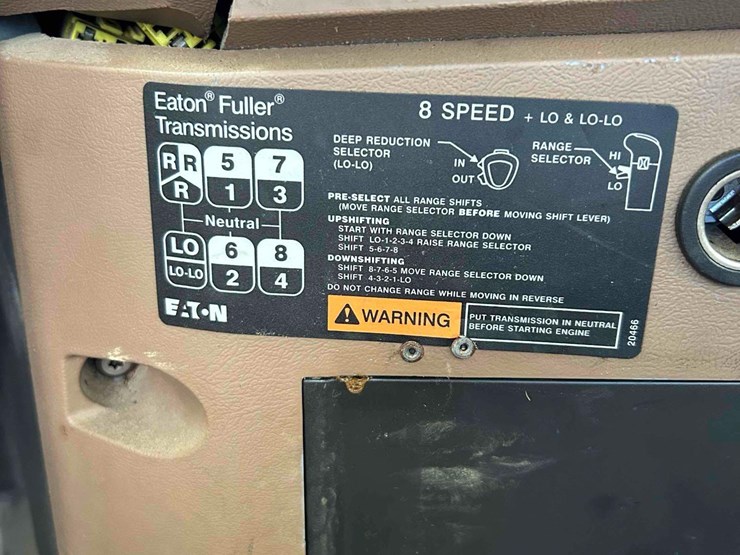 Eaton® Fuller®
Transmissions
8 SPEED + LO & LO-LO
R R 5 7
R 1 3
Neutral
LO 6 8
LO-LO 2 4
EATON
DEEP REDUCTION
SELECTOR
(LO-LO)
IN
OUT
RANGE
SELECTOR
HI
LO
PRE-SELECT ALL RANGE SHIFTS
(MOVE RANGE SELECTOR BEFORE MOVING SHIFT LEVER)
UPSHIFTING
START WITH RANGE SELECTOR DOWN
SHIFT LO-1-2-3-4 RAISE RANGE SELECTOR
SHIFT 5-6-7-8
DOWNSHIFTING
SHIFT 8-7-6-5 MOVE RANGE SELECTOR DOWN
SHIFT 4-3-2-1-LO
DO NOT CHANGE RANGE WHILE MOVING IN REVERSE
WARNING
PUT TRANSMISSION IN NEUTRAL
BEFORE STARTING ENGINE
20466